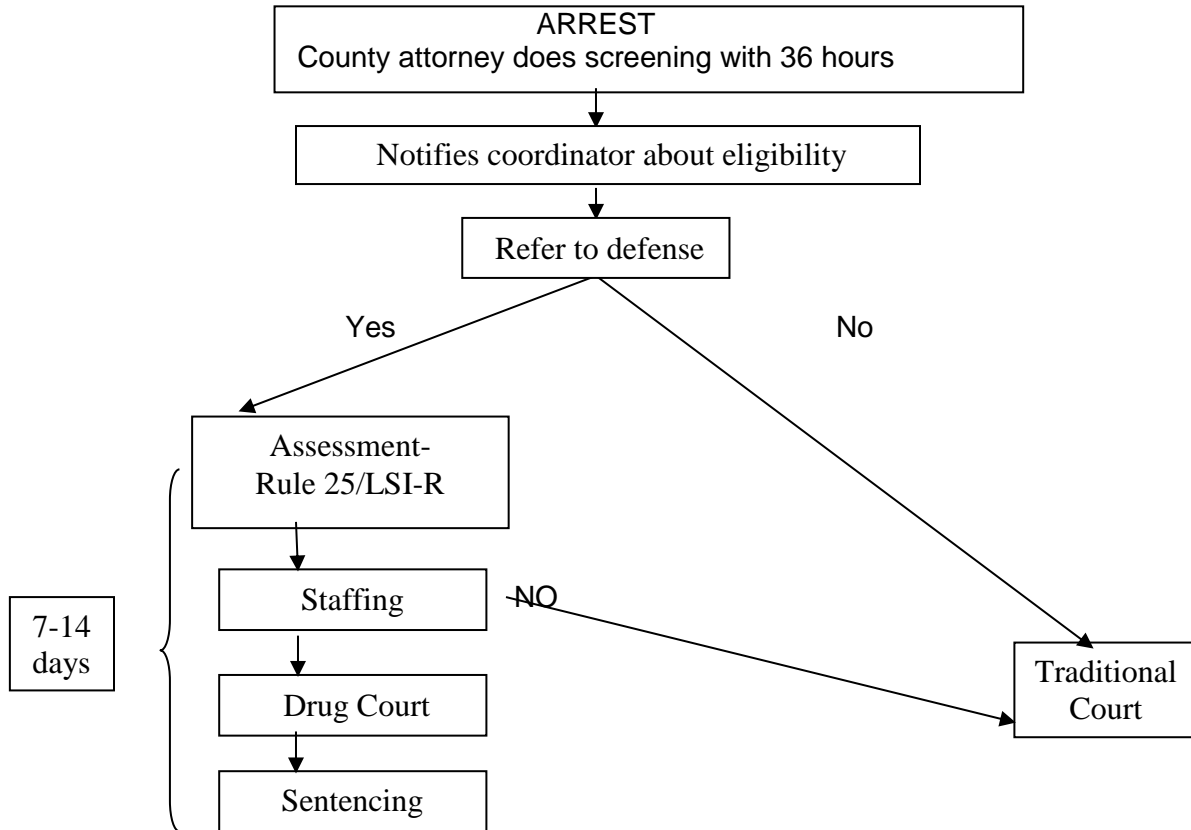 ARREST
County attorney does screening with 36 hours
Notifies coordinator about eligibility
Refer to defense
Yes
No
Assessment-
Rule 25/LSI-R
Staffing
NO
7-14
days
Traditional
Court
Drug Court
Sentencing